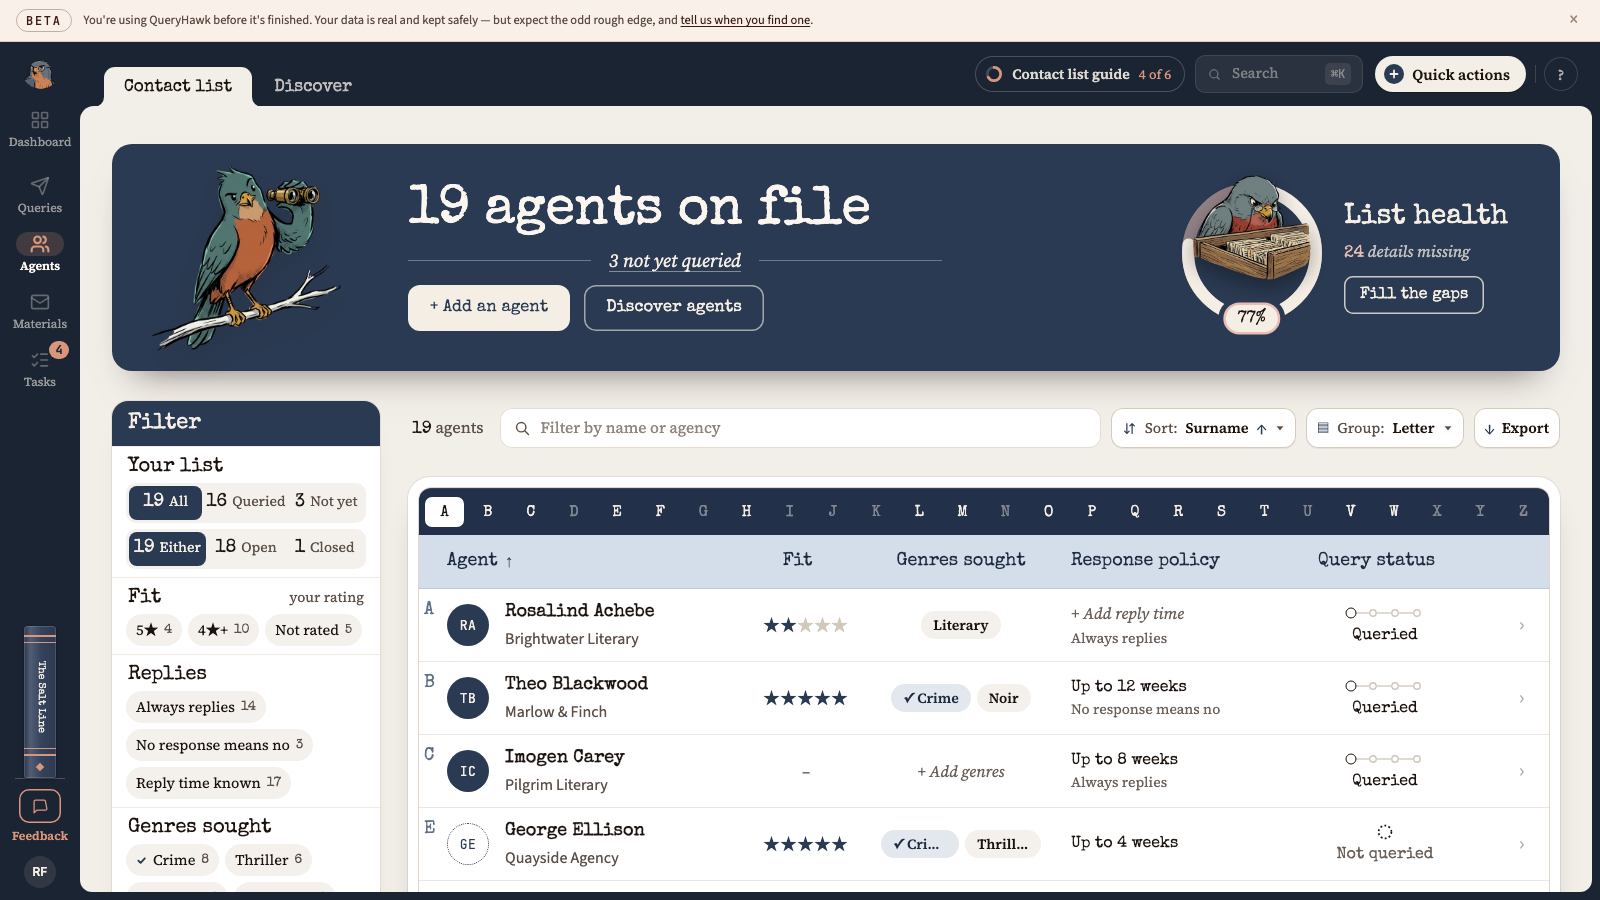 BETA You're using QueryHawk before it's finished. Your data is real and kept safely — but expect the odd rough edge, and tell us when you find one. ×
Contact list Discover Contact list guide 4 of 6 Search ⌘K + Quick actions ?
Dashboard
Queries
Agents
Materials
4
Tasks
The Salt Line
Feedback
RF
19 agents on file
3 not yet queried
+ Add an agent Discover agents
77%
List health
24 details missing
Fill the gaps
Filter
Your list
19 All 16 Queried 3 Not yet
19 Either 18 Open 1 Closed
Fit your rating
5★ 4 4★+ 10 Not rated 5
Replies
Always replies 14
No response means no 3
Reply time known 17
Genres sought
✓ Crime 8 Thriller 6
19 agents Filter by name or agency Sort: Surname ↑ Group: Letter ↓ Export
A B C D E F G H I J K L M N O P Q R S T U V W X Y Z
Agent ↑ Fit Genres sought Response policy Query status
A RA Rosalind Achebe ★★★★★ Literary + Add reply time Queried ›
Brightwater Literary Always replies
B TB Theo Blackwood ★★★★★ ✓Crime Noir Up to 12 weeks Queried ›
Marlow & Finch No response means no
C IC Imogen Carey – + Add genres Up to 8 weeks Queried ›
Pilgrim Literary Always replies
E GE George Ellison ★★★★★ ✓Cri... Thrill... Up to 4 weeks Not queried ›
Quayside Agency